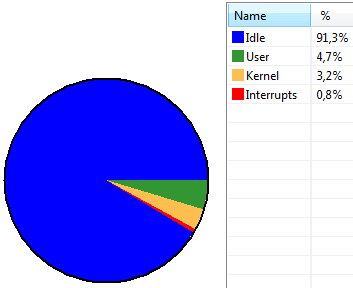 Name %
Idle 91,3%
User 4,7%
Kernel 3,2%
Interrupts 0,8%